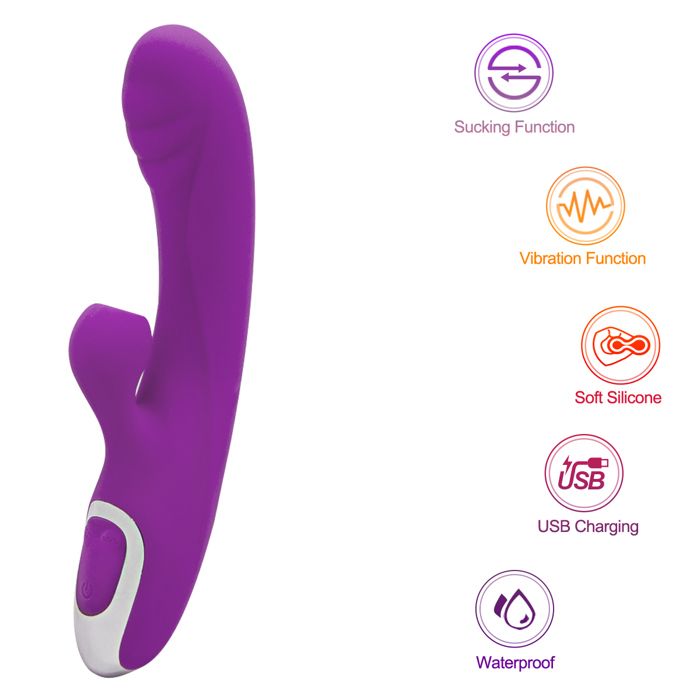 Sucking Function
Vibration Function
Soft Silicone
USB
USB Charging
Waterproof